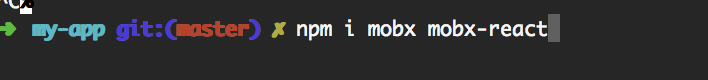 ➜ my-app git:(master) ✗ npm i mobx mobx-react